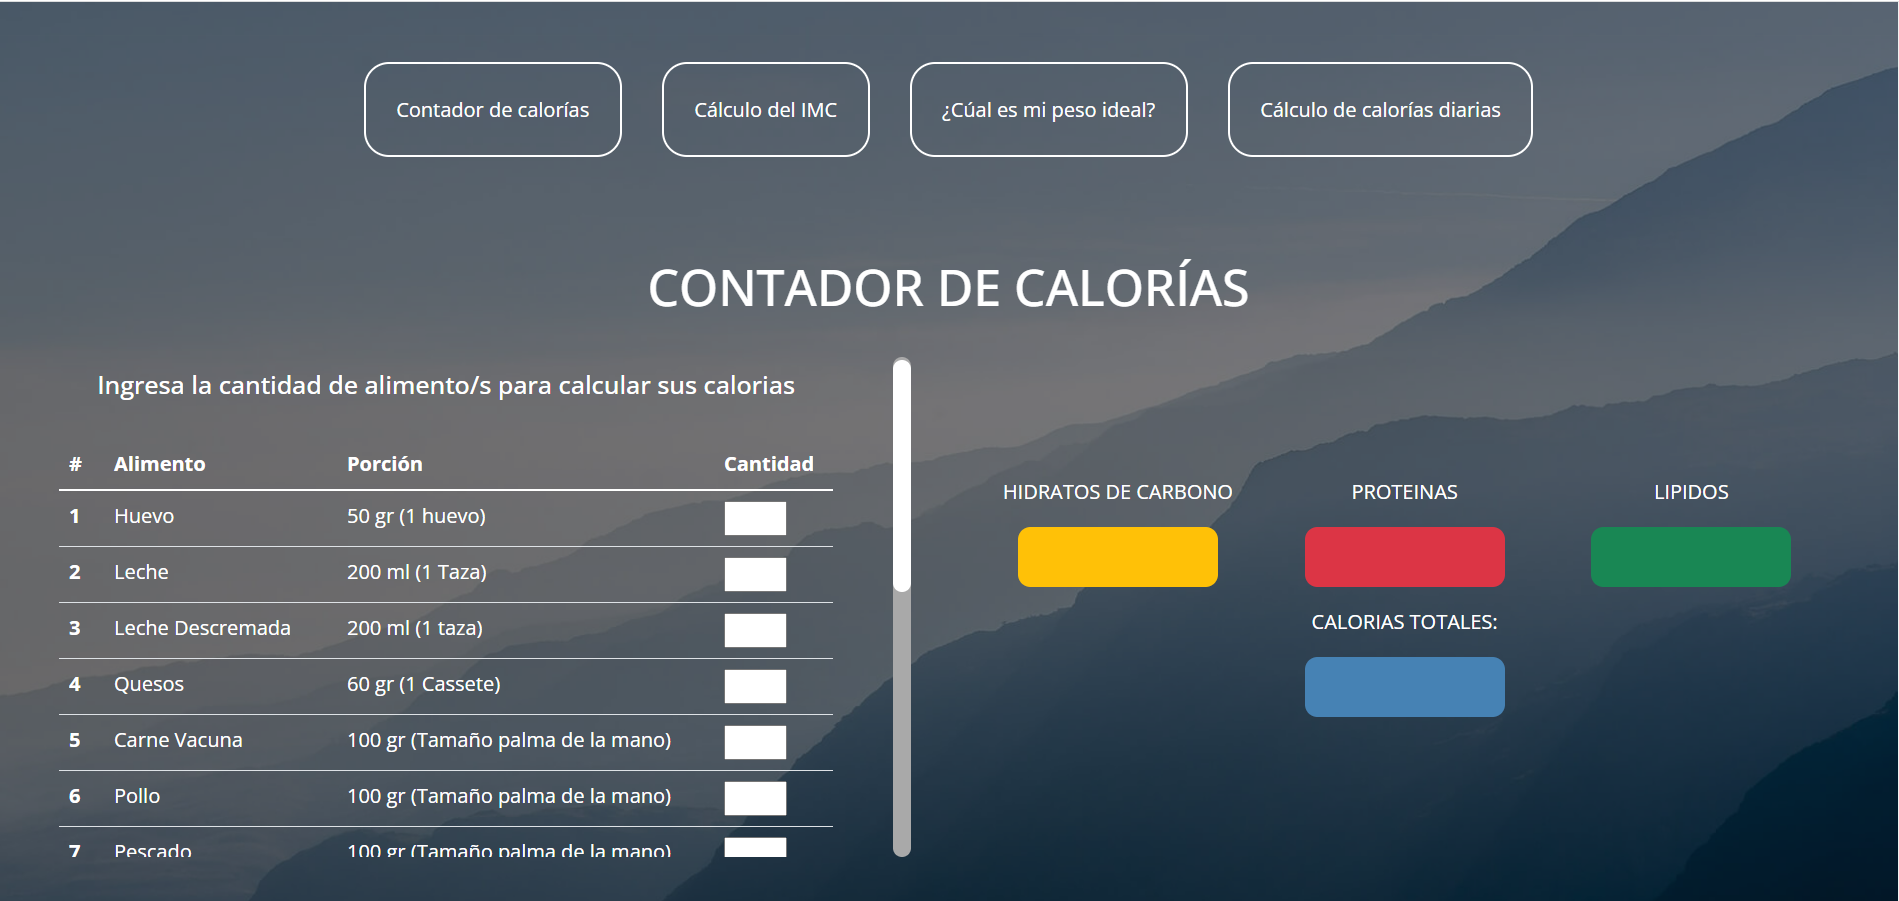 Contador de calorías
Cálculo del IMC
¿Cúal es mi peso ideal?
Cálculo de calorías diarias
CONTADOR DE CALORÍAS
Ingresa la cantidad de alimento/s para calcular sus calorias
# Alimento Porción Cantidad
1 Huevo 50 gr (1 huevo)
2 Leche 200 ml (1 Taza)
3 Leche Descremada 200 ml (1 taza)
4 Quesos 60 gr (1 Cassete)
5 Carne Vacuna 100 gr (Tamaño palma de la mano)
6 Pollo 100 gr (Tamaño palma de la mano)
7 Pescado 100 gr (Tamaño palma de la mano)
HIDRATOS DE CARBONO
PROTEINAS
LIPIDOS
CALORIAS TOTALES: